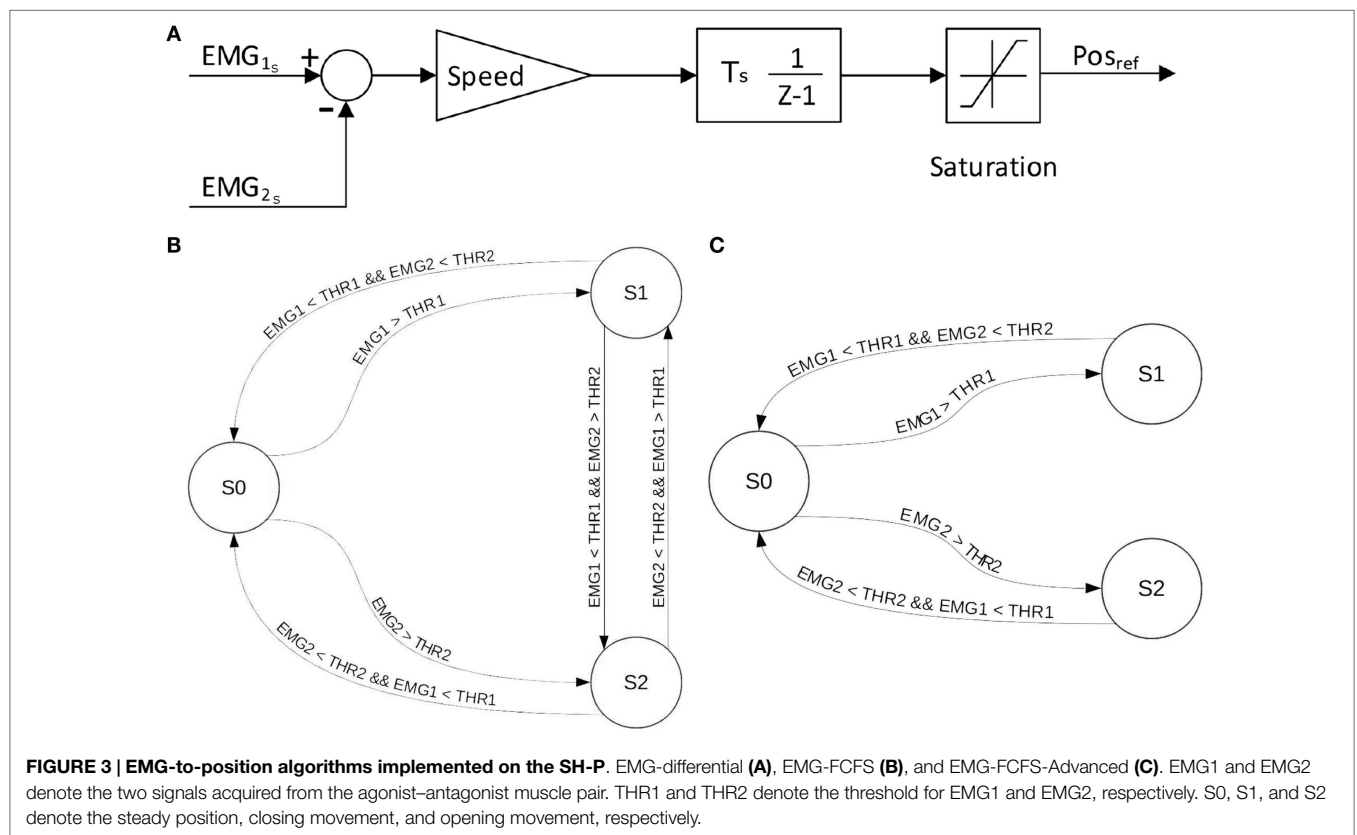 A
EMG1s
+
-
EMG2s
Speed
Ts 1
Z-1
Saturation
Posref
B
EMG1 < THR1 && EMG2 < THR2
EMG1 > THR1
S1
EMG1 < THR1 && EMG2 > THR2
EMG2 < THR2 && EMG1 > THR1
S0
EMG2 > THR2
EMG2 < THR2 && EMG1 < THR1
S2
C
EMG1 < THR1 && EMG2 < THR2
EMG1 > THR1
S1
S0
EMG2 > THR2
EMG2 < THR2 && EMG1 < THR1
S2
FIGURE 3 | EMG-to-position algorithms implemented on the SH-P. EMG-differential (A), EMG-FCFS (B), and EMG-FCFS-Advanced (C). EMG1 and EMG2
denote the two signals acquired from the agonist–antagonist muscle pair. THR1 and THR2 denote the threshold for EMG1 and EMG2, respectively. S0, S1, and S2
denote the steady position, closing movement, and opening movement, respectively.